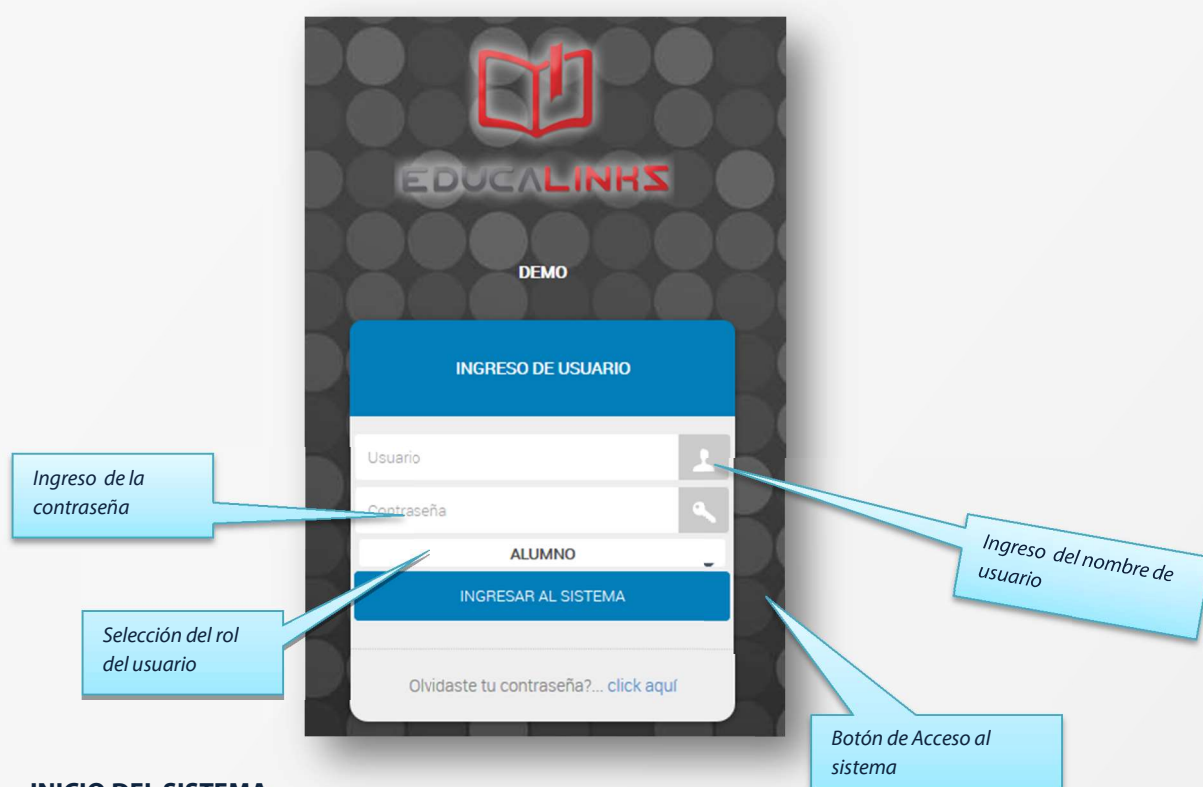 EDUCALINKS
DEMO
INGRESO DE USUARIO
Usuario
Contraseña
ALUMNO
INGRESAR AL SISTEMA
Olvidaste tu contraseña?... click aquí
Ingreso de la
contraseña
Ingreso del nombre de
usuario
Selección del rol
del usuario
Botón de Acceso al
sistema
INICIO DEL SISTEMA